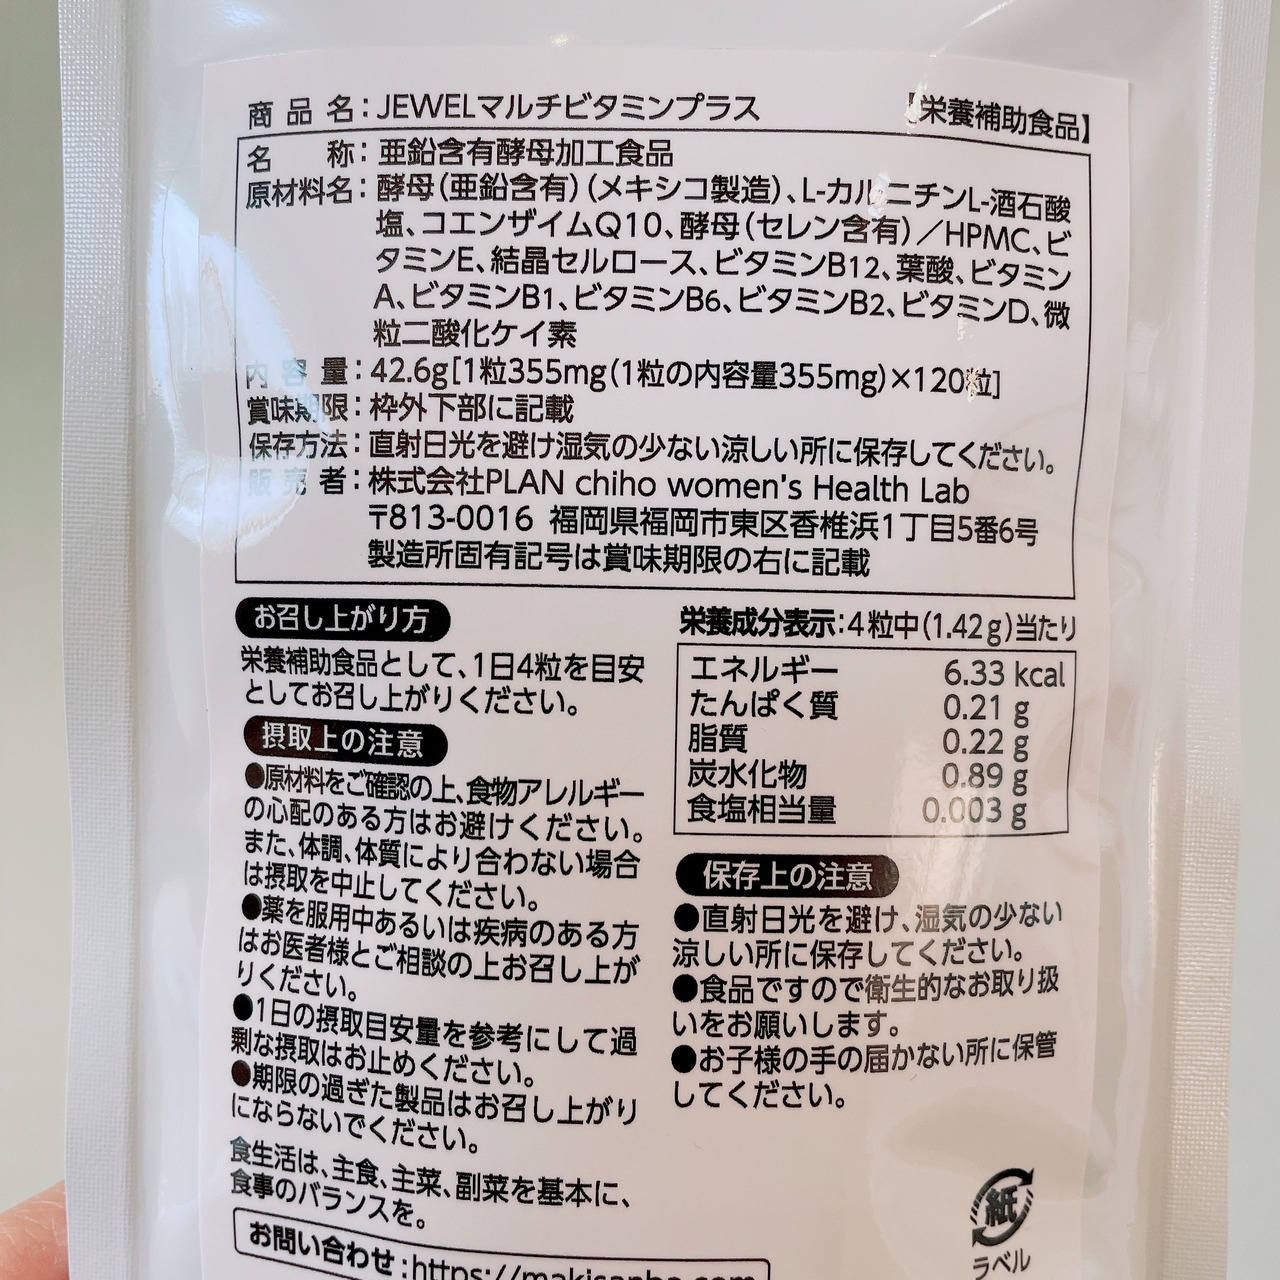 商品名：JEWELマルチビタミンプラス 【栄養補助食品】
名称：亜鉛含有酵母加工食品
原材料名：酵母（亜鉛含有）（メキシコ製造）、L-カルニチンL-酒石酸
塩、コエンザイムQ10、酵母（セレン含有）／HPMC、ビ
タミンE、結晶セルロース、ビタミンB12、葉酸、ビタミン
A、ビタミンB1、ビタミンB6、ビタミンB2、ビタミンD、微
粒二酸化ケイ素
内容量：42.6g[1粒355mg(1粒の内容量355mg)×120粒]
賞味期限：枠外下部に記載
保存方法：直射日光を避け湿気の少ない涼しい所に保存してください。
販売者：株式会社PLAN chiho women's Health Lab
〒813-0016 福岡県福岡市東区香椎浜1丁目5番6号
製造所固有記号は賞味期限の右に記載
お召し上がり方
栄養補助食品として、1日4粒を目安
としてお召し上がりください。
摂取上の注意
●原材料をご確認の上、食物アレルギー
の心配のある方はお避けください。
また、体調、体質により合わない場合
は摂取を中止してください。
●薬を服用中あるいは疾病のある方
はお医者様とご相談の上お召し上が
りください。
●1日の摂取目安量を参考にして過
剰な摂取はお止めください。
●期限の過ぎた製品はお召し上がり
にならないでください。
食生活は、主食、主菜、副菜を基本に、
食事のバランスを。
お問い合わせ：https://makisanba.com
栄養成分表示：4粒中(1.42g)当たり
エネルギー 6.33 kcal
たんぱく質 0.21 g
脂質 0.22 g
炭水化物 0.89 g
食塩相当量 0.003 g
保存上の注意
●直射日光を避け、湿気の少ない
涼しい所に保存してください。
●食品ですので衛生的なお取り扱
いをお願いします。
●お子様の手の届かない所に保管
してください。
紙
ラベル